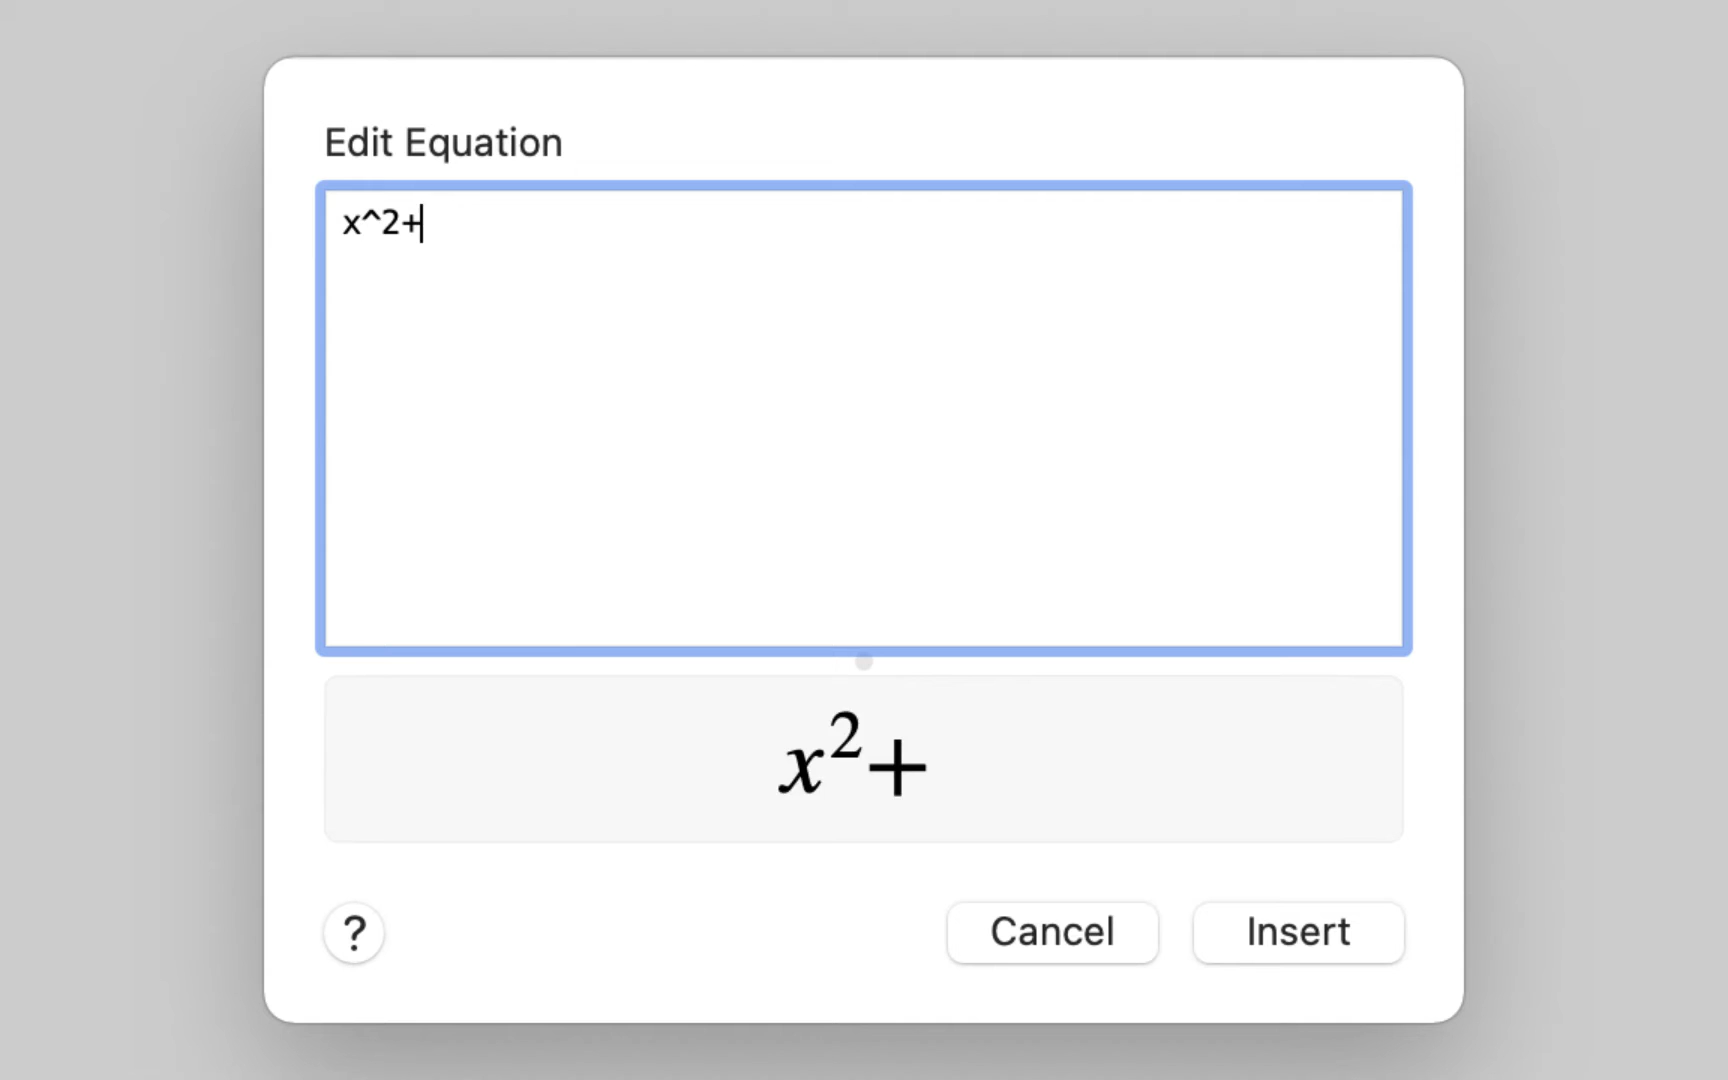 Edit Equation
x^2+
x²+
?
Cancel
Insert